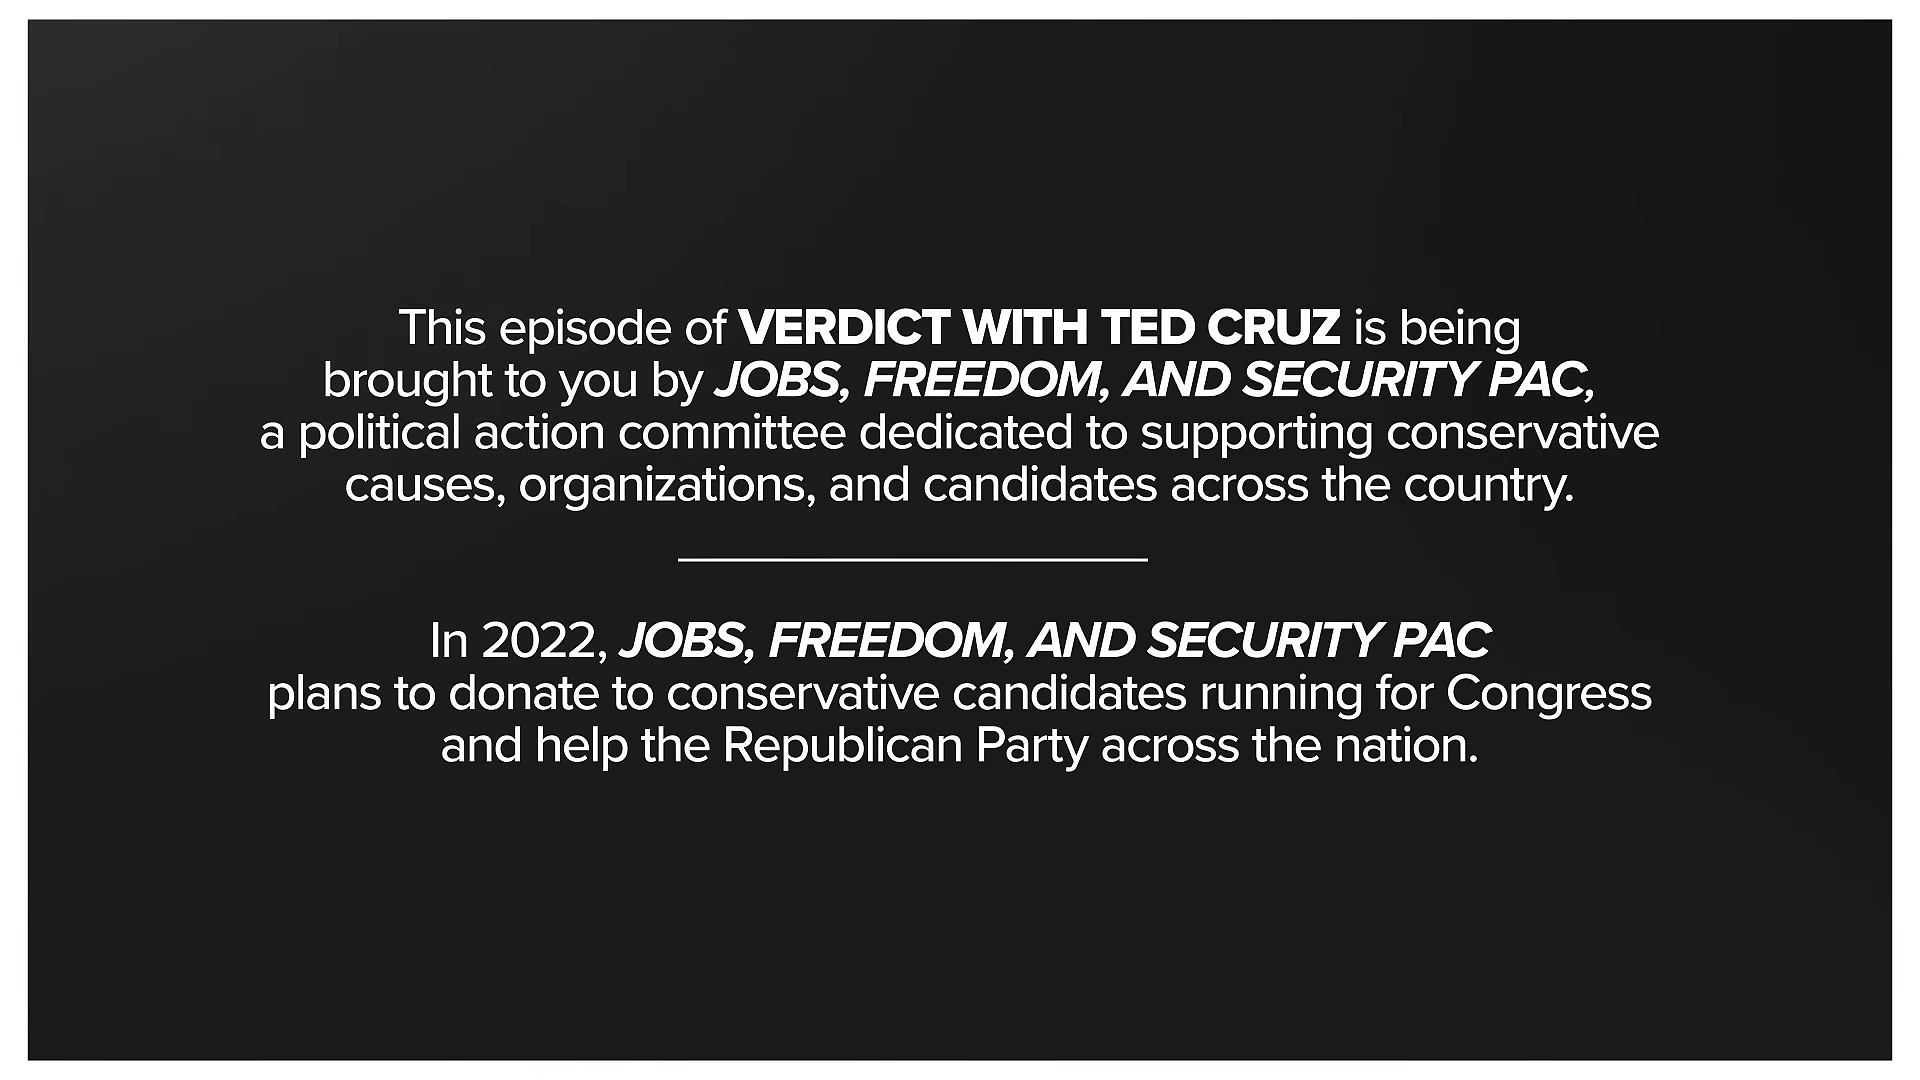 This episode of VERDICT WITH TED CRUZ is being
brought to you by JOBS, FREEDOM, AND SECURITY PAC,
a political action committee dedicated to supporting conservative
causes, organizations, and candidates across the country.
In 2022, JOBS, FREEDOM, AND SECURITY PAC
plans to donate to conservative candidates running for Congress
and help the Republican Party across the nation.